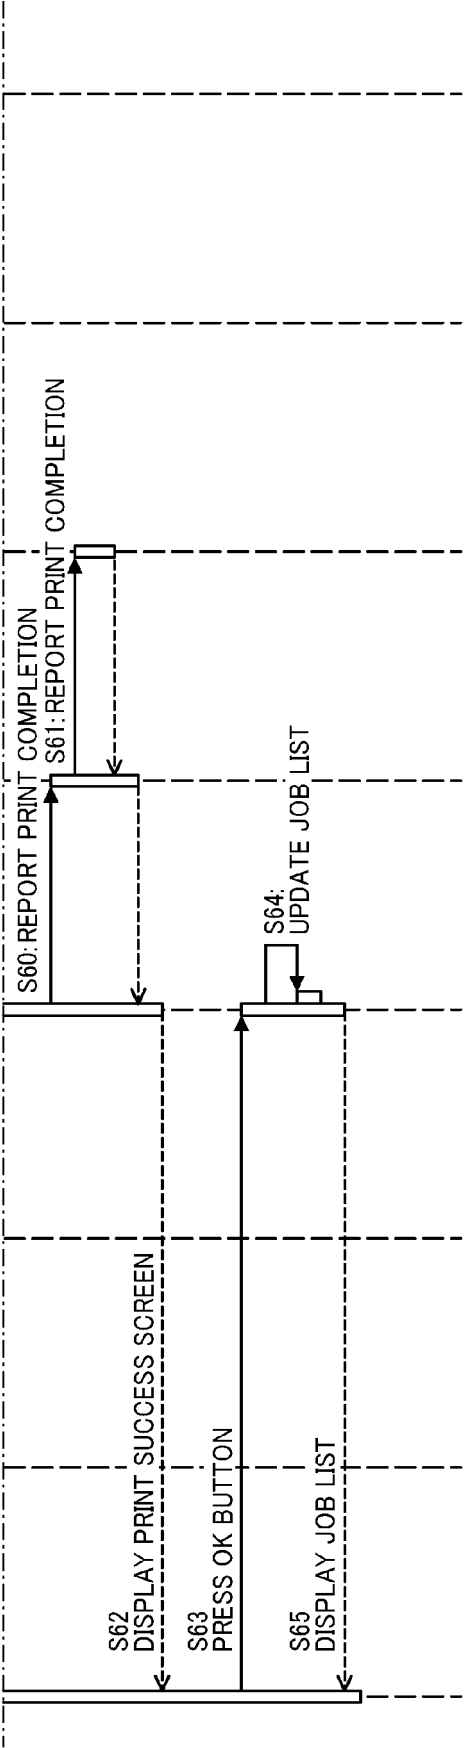 S60:REPORT PRINT COMPLETION
S61:REPORT PRINT COMPLETION
S62
DISPLAY PRINT SUCCESS SCREEN
S63
PRESS OK BUTTON
S64:
UPDATE JOB LIST
S65
DISPLAY JOB LIST